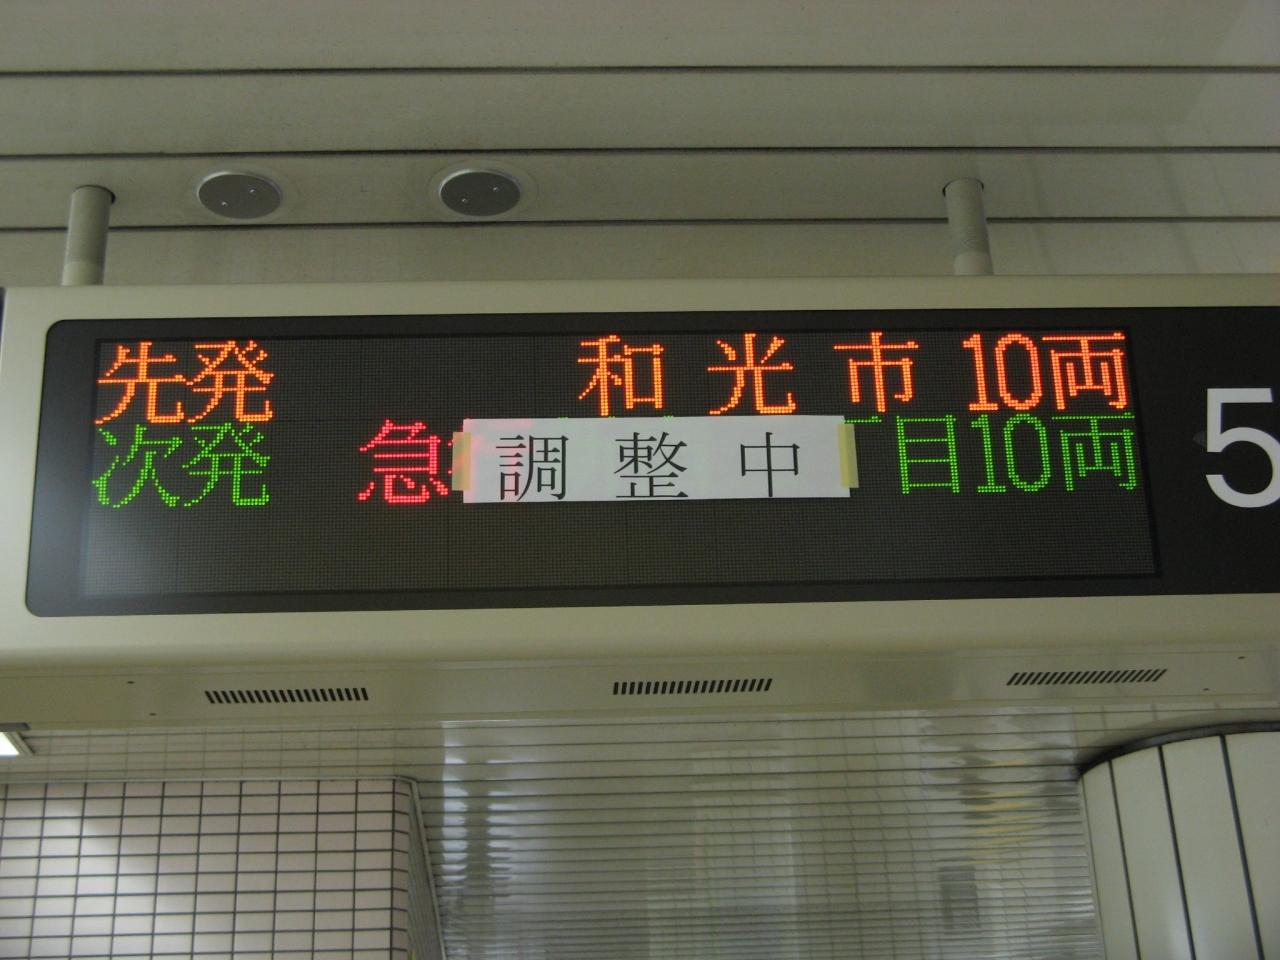 先発 和光市 10両
次発 急 調整中 目10両
5